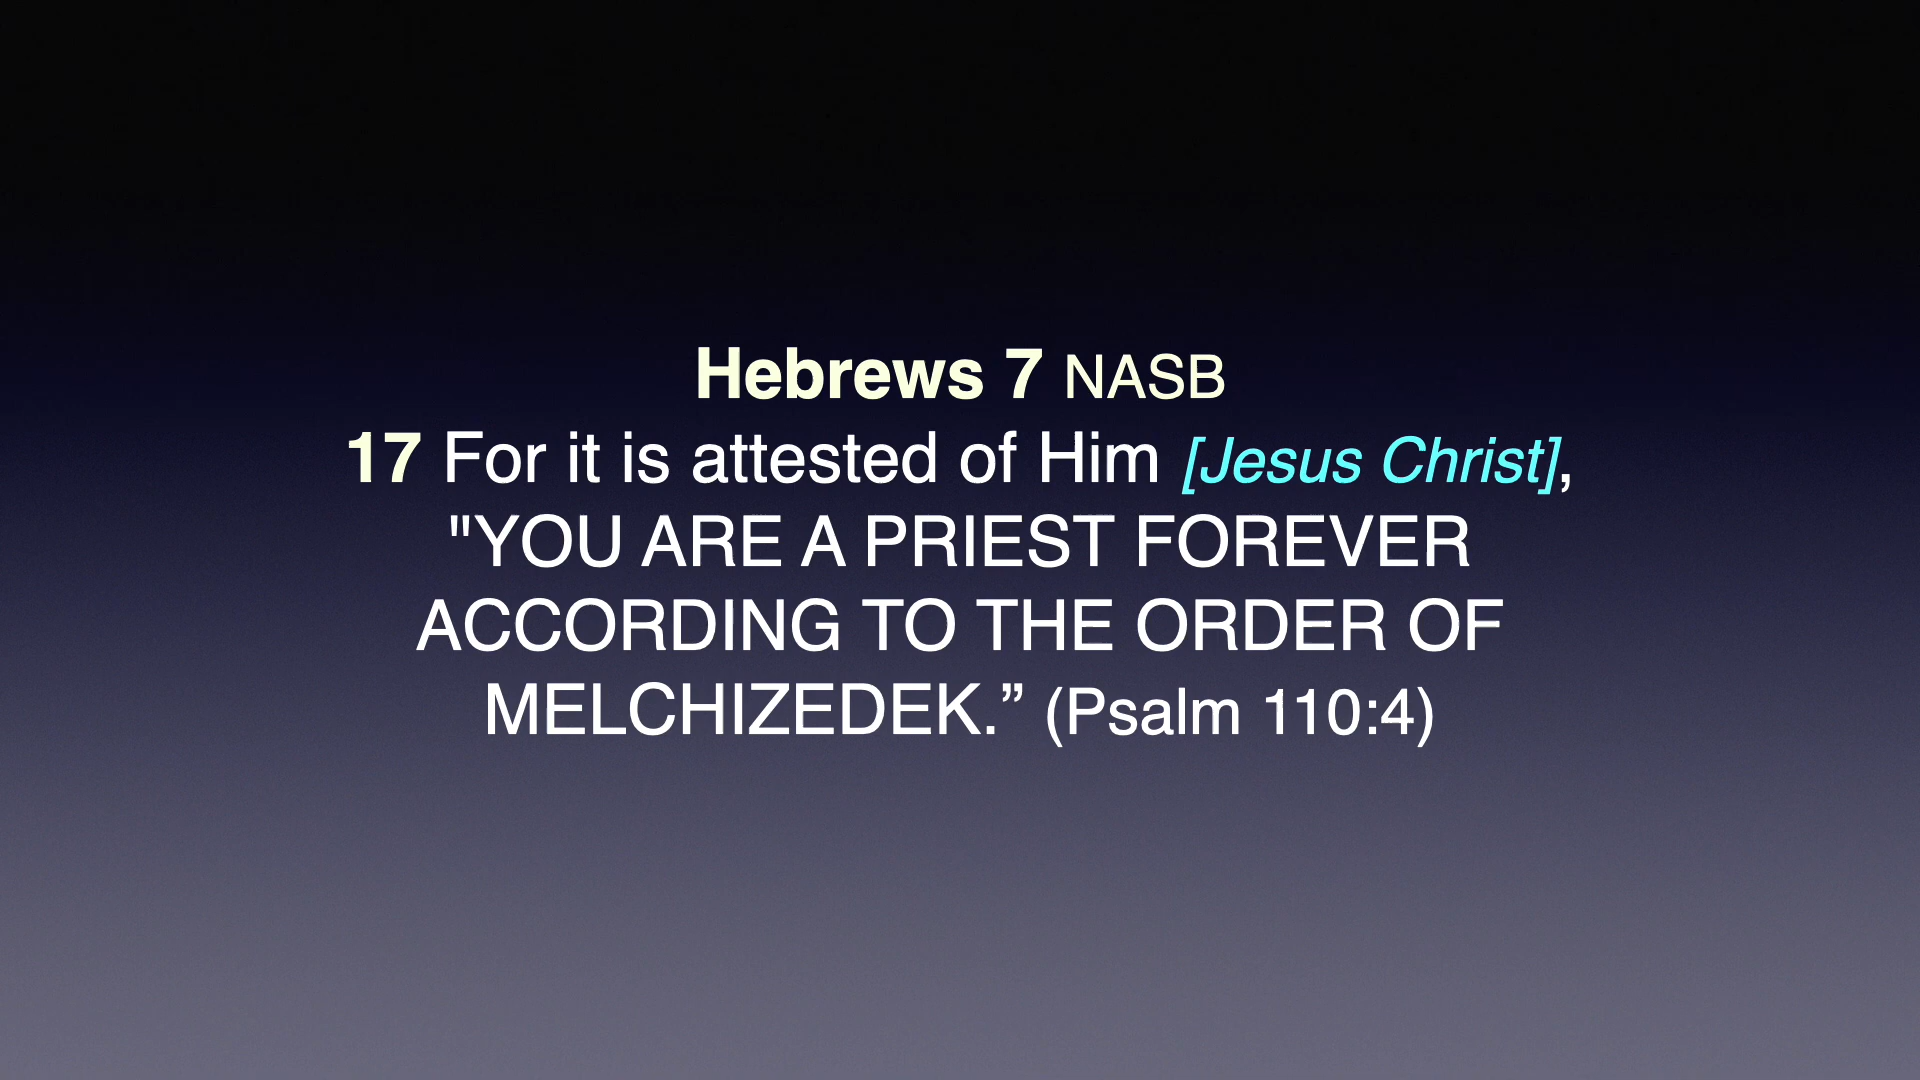 Hebrews 7 NASB
17 For it is attested of Him [Jesus Christ],
"YOU ARE A PRIEST FOREVER
ACCORDING TO THE ORDER OF
MELCHIZEDEK.” (Psalm 110:4)